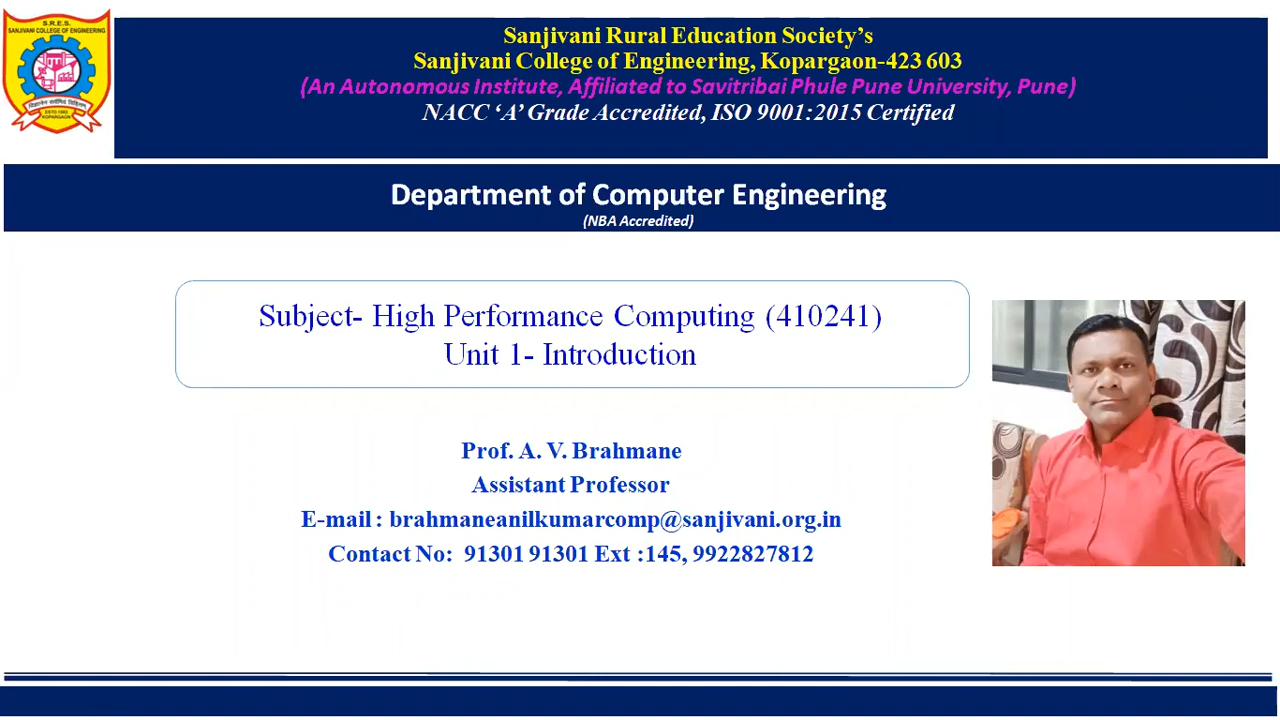 S.R.E.S.
SANJIVANI COLLEGE OF ENGINEERING
ESTD 1983
KOPARGAON
Sanjivani Rural Education Society’s
Sanjivani College of Engineering, Kopargaon-423 603
(An Autonomous Institute, Affiliated to Savitribai Phule Pune University, Pune)
NACC ‘A’ Grade Accredited, ISO 9001:2015 Certified
Department of Computer Engineering
(NBA Accredited)
Subject- High Performance Computing (410241)
Unit 1- Introduction
Prof. A. V. Brahmane
Assistant Professor
E-mail : brahmaneanilkumarcomp@sanjivani.org.in
Contact No:  91301 91301 Ext :145, 9922827812